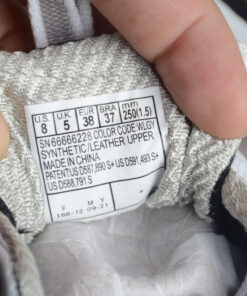 U.S U.K EUR BRA mm
8 5 38 37 250(1.5)
SN 66666228 COLOR CODE WLGY
SYNTHETIC/LEATHER UPPER
MADE IN CHINA
PATENT:US D587,890 S+ US D591,493 S+
US D588,791 S
F M Y
168-12 09-21